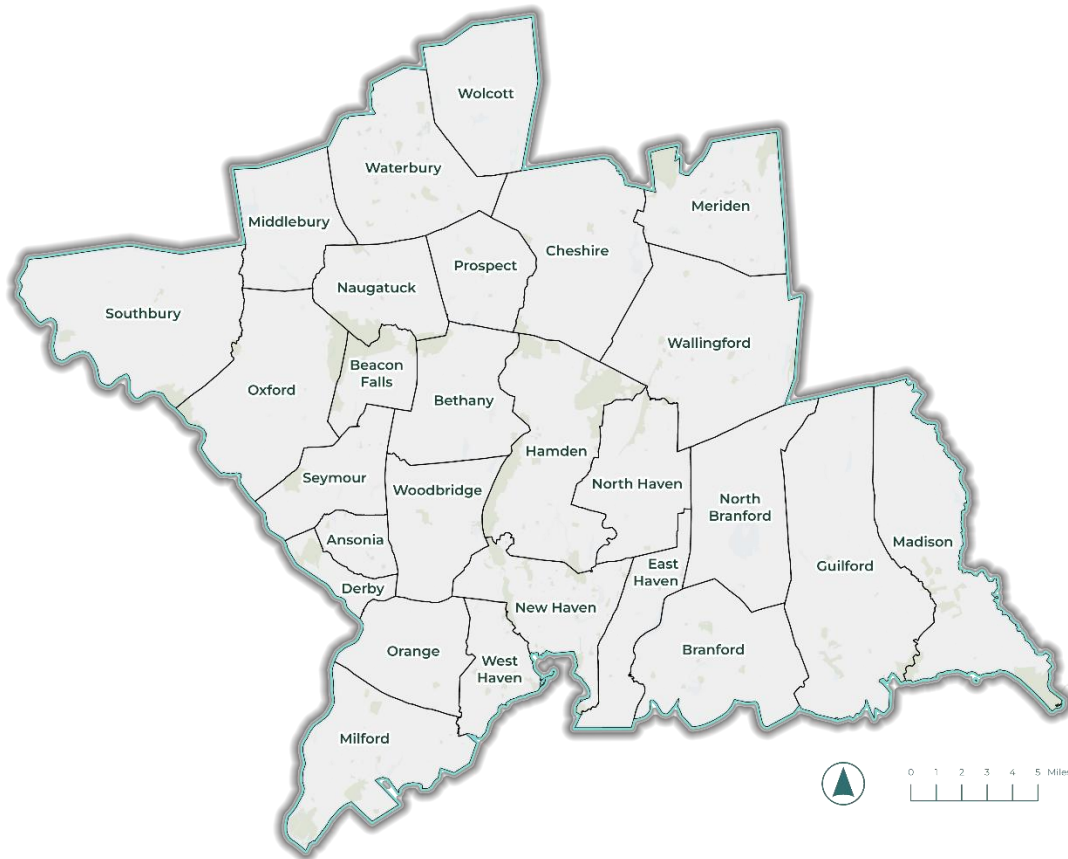 Wolcott
Waterbury
Meriden
Middlebury
Cheshire
Prospect
Naugatuck
Southbury
Wallingford
Beacon
Falls
Oxford
Bethany
Hamden
Seymour
Woodbridge
North Haven
North
Branford
Ansonia
Madison
East
Haven
Guilford
Derby
New Haven
Orange
Branford
West
Haven
Milford
0 1 2 3 4 5 Miles